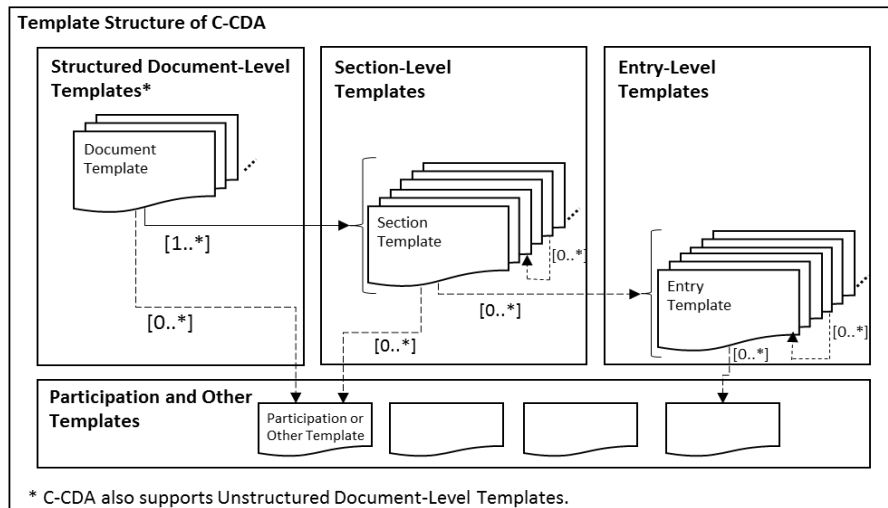 Template Structure of C-CDA
Structured Document-Level
Templates*
Document
Template
[1..*]
[0..*]
Section-Level
Templates
Section
Template
[0..*]
[0..*]
[0..*]
Entry-Level
Templates
Entry
Template
[0..*]
[0..*]
Participation and Other
Templates
Participation or
Other Template
* C-CDA also supports Unstructured Document-Level Templates.